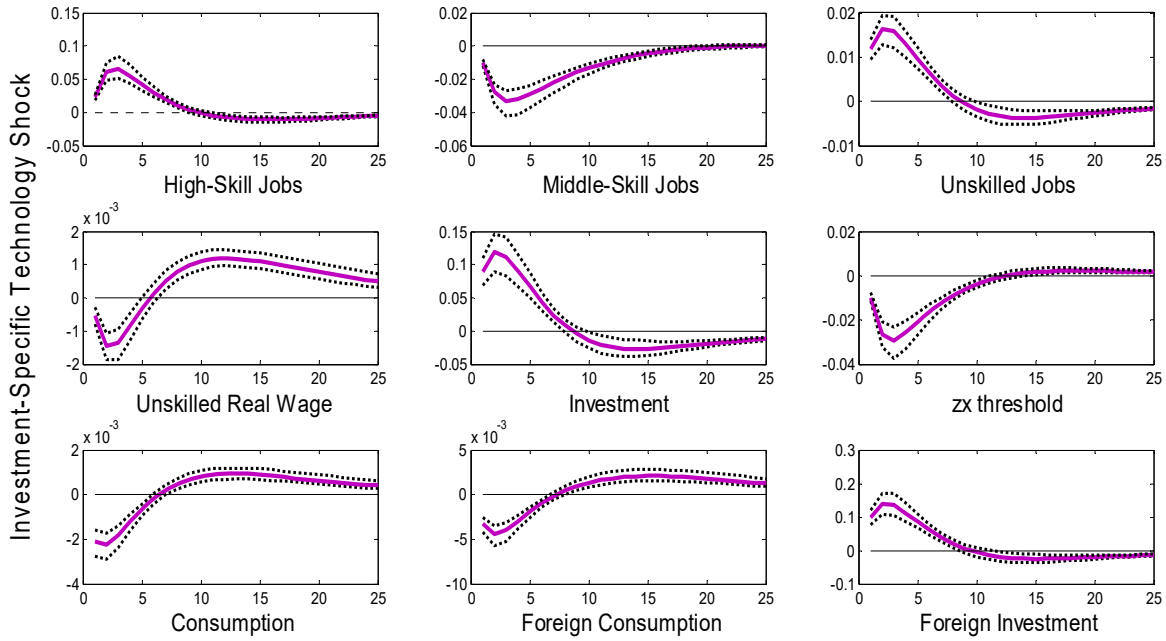 Investment-Specific Technology Shock
0.15
0.1
0.05
0
-0.05
0 5 10 15 20 25
High-Skill Jobs
0
-0.02
-0.04
-0.06
0 5 10 15 20 25
Middle-Skill Jobs
0.02
0.01
0
-0.01
0 5 10 15 20 25
Unskilled Jobs
x 10^-3
2
1
0
-1
-2
0 5 10 15 20 25
Unskilled Real Wage
0.15
0.1
0.05
0
-0.05
0 5 10 15 20 25
Investment
0.02
0
-0.02
-0.04
0 5 10 15 20 25
zx threshold
x 10^-3
2
0
-2
-4
0 5 10 15 20 25
Consumption
x 10^-3
5
0
-5
-10
0 5 10 15 20 25
Foreign Consumption
0.3
0.2
0.1
0
-0.1
0 5 10 15 20 25
Foreign Investment